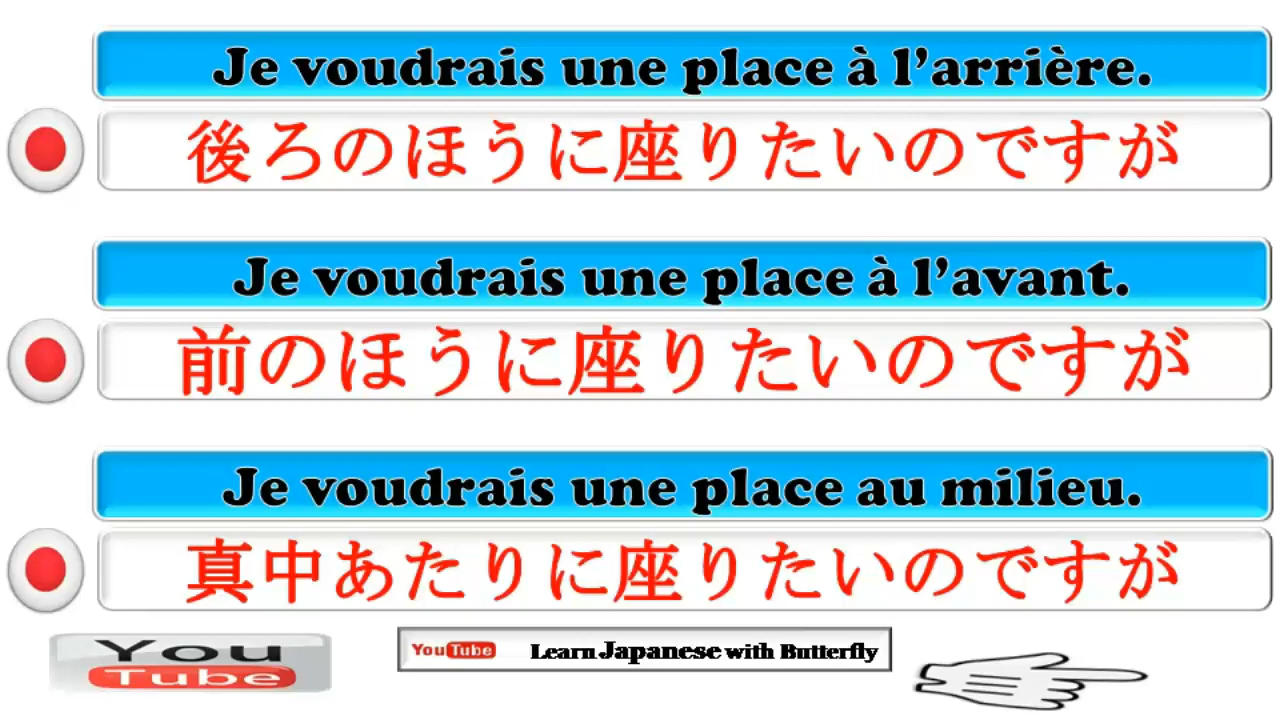 Je voudrais une place à l'arrière.
後ろのほうに座りたいのですが
Je voudrais une place à l'avant.
前のほうに座りたいのですが
Je voudrais une place au milieu.
真中あたりに座りたいのですが
You
Tube
YouTube Learn Japanese with Butterfly